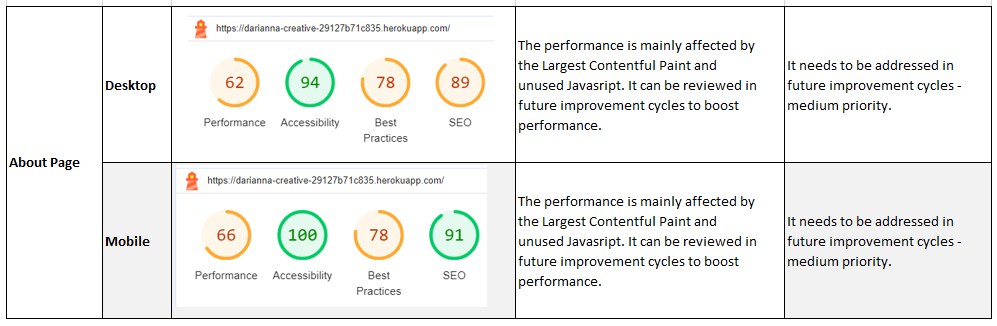 About Page
Desktop
https://darianna-creative-29127b71c835.herokuapp.com/
62
94
78
89
Performance
Accessibility
Best
Practices
SEO
The performance is mainly affected by
the Largest Contentful Paint and
unused Javasript. It can be reviewed in
future improvement cycles to boost
performance.
It needs to be addressed in
future improvement cycles -
medium priority.
Mobile
https://darianna-creative-29127b71c835.herokuapp.com/
66
100
78
91
Performance
Accessibility
Best
Practices
SEO
The performance is mainly affected by
the Largest Contentful Paint and
unused Javasript. It can be reviewed in
future improvement cycles to boost
performance.
It needs to be addressed in
future improvement cycles -
medium priority.